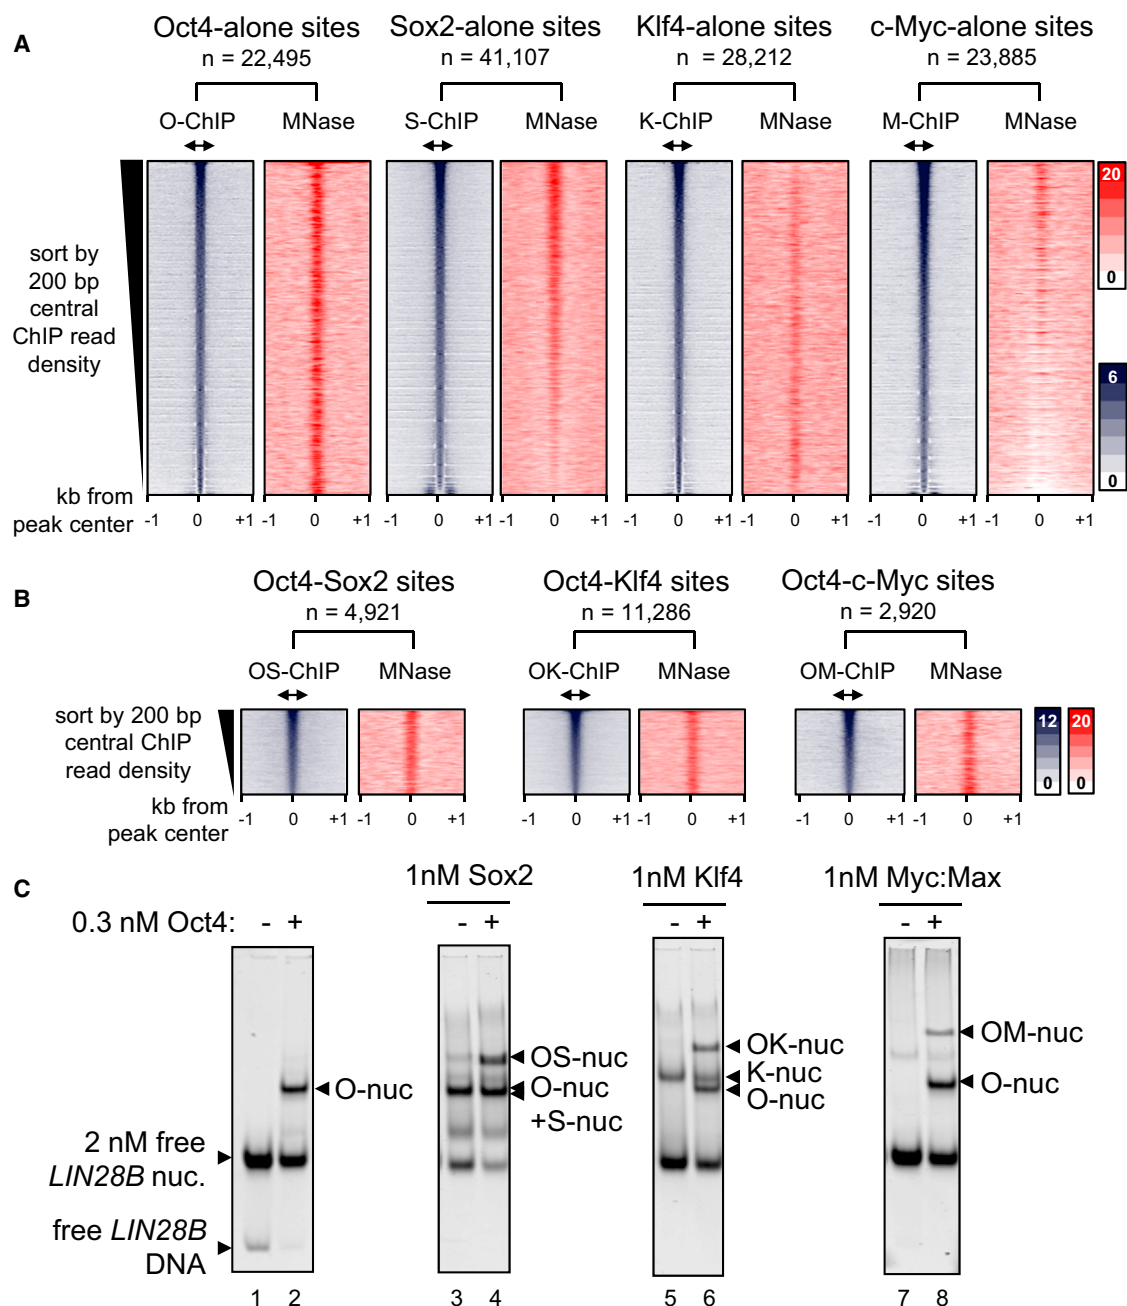 A
Oct4-alone sites
n = 22,495
Sox2-alone sites
n = 41,107
Klf4-alone sites
n = 28,212
c-Myc-alone sites
n = 23,885
O-ChIP MNase S-ChIP MNase K-ChIP MNase M-ChIP MNase
sort by
200 bp
central
ChIP read
density
20
0
6
0
kb from
peak center
-1 0 +1 -1 0 +1 -1 0 +1 -1 0 +1 -1 0 +1 -1 0 +1 -1 0 +1 -1 0 +1
B
Oct4-Sox2 sites
n = 4,921
Oct4-Klf4 sites
n = 11,286
Oct4-c-Myc sites
n = 2,920
OS-ChIP MNase OK-ChIP MNase OM-ChIP MNase
sort by 200 bp
central ChIP
read density
12 20
0 0
kb from
peak center
-1 0 +1 -1 0 +1 -1 0 +1 -1 0 +1 -1 0 +1 -1 0 +1
C
1nM Sox2 1nM Klf4 1nM Myc:Max
0.3 nM Oct4: - + - + - + - +
O-nuc
OS-nuc
O-nuc
+S-nuc
OK-nuc
K-nuc
O-nuc
OM-nuc
O-nuc
2 nM free
LIN28B nuc.
free LIN28B
DNA
1 2 3 4 5 6 7 8